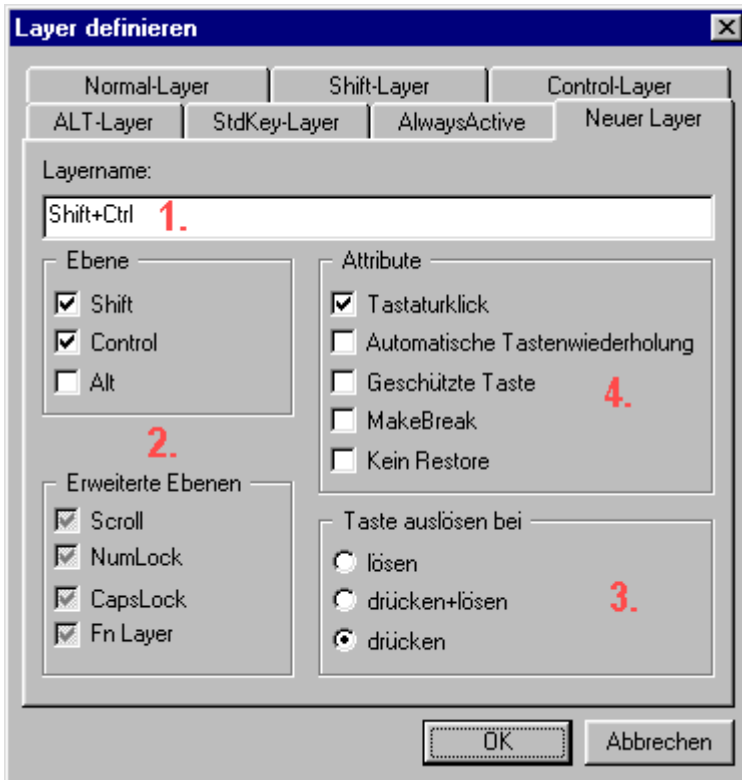 Layer definieren
Normal-Layer Shift-Layer Control-Layer
ALT-Layer StdKey-Layer AlwaysActive Neuer Layer
Layername:
Shift+Ctrl 1.
Ebene
Shift
Control
Alt
2.
Erweiterte Ebenen
Scroll
NumLock
CapsLock
Fn Layer
Attribute
Tastaturklick
Automatische Tastenwiederholung
Geschützte Taste
4.
MakeBreak
Kein Restore
Taste auslösen bei
lösen
drücken+lösen
3.
drücken
OK Abbrechen